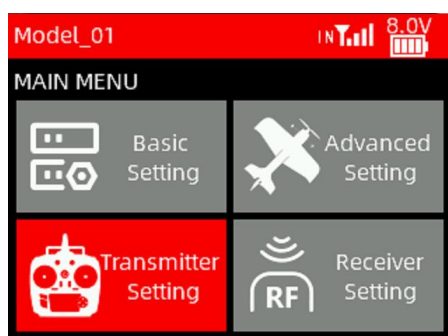 Model_01 IN 8.0V
MAIN MENU
Basic
Setting
Advanced
Setting
Transmitter
Setting
RF
Receiver
Setting